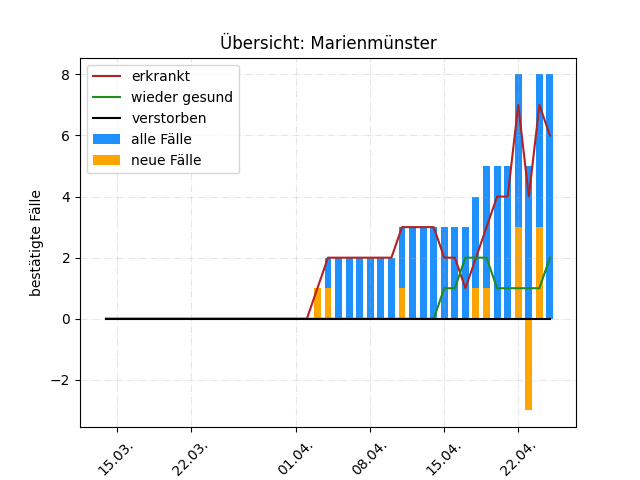 Übersicht: Marienmünster
erkrankt
wieder gesund
verstorben
alle Fälle
neue Fälle
bestätigte Fälle
8
6
4
2
0
−2
15.03.
22.03.
01.04.
08.04.
15.04.
22.04.